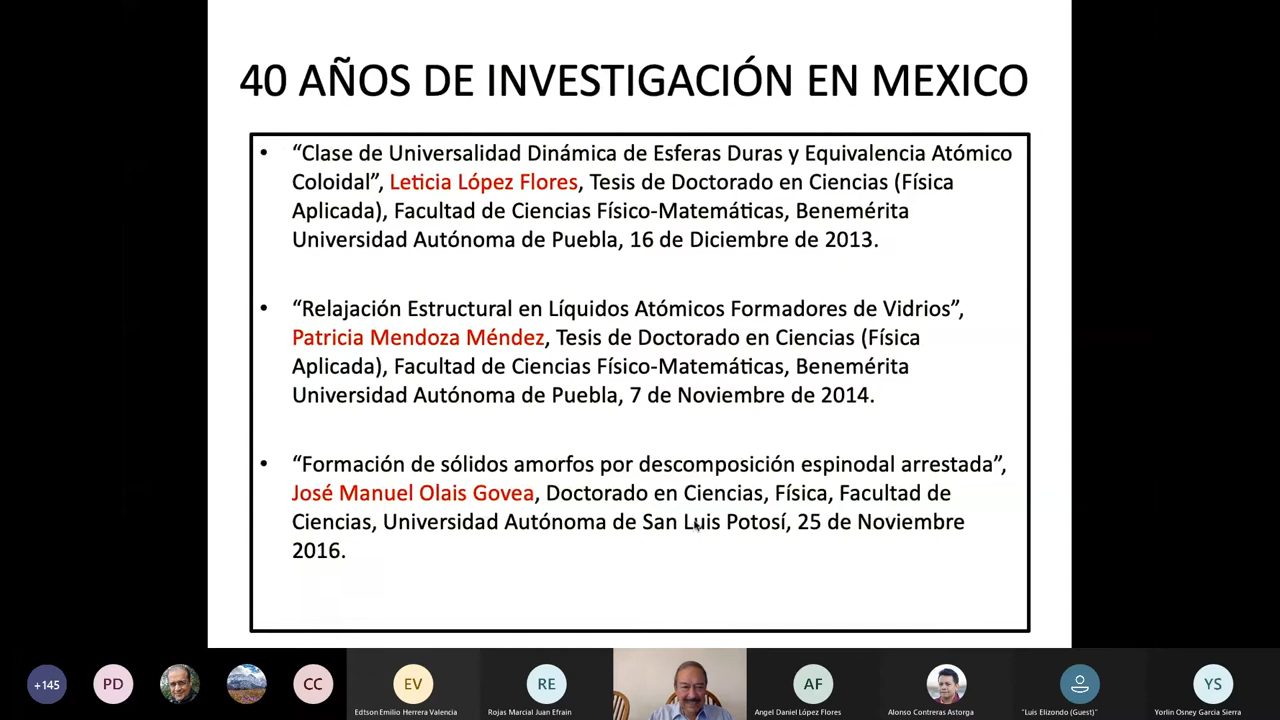 40 AÑOS DE INVESTIGACIÓN EN MEXICO
• “Clase de Universalidad Dinámica de Esferas Duras y Equivalencia Atómico
Coloidal”, Leticia López Flores, Tesis de Doctorado en Ciencias (Física
Aplicada), Facultad de Ciencias Físico-Matemáticas, Benemérita
Universidad Autónoma de Puebla, 16 de Diciembre de 2013.
• “Relajación Estructural en Líquidos Atómicos Formadores de Vidrios”,
Patricia Mendoza Méndez, Tesis de Doctorado en Ciencias (Física
Aplicada), Facultad de Ciencias Físico-Matemáticas, Benemérita
Universidad Autónoma de Puebla, 7 de Noviembre de 2014.
• “Formación de sólidos amorfos por descomposición espinodal arrestada”,
José Manuel Olais Govea, Doctorado en Ciencias, Física, Facultad de
Ciencias, Universidad Autónoma de San Luis Potosí, 25 de Noviembre
2016.
+145 PD CC EV RE AF YS
Edtson Emilio Herrera Valencia Rojas Marcial Juan Efrain Angel Daniel López Flores Alonso Contreras Astorga "Luis Elizondo (Guest)" Yorlin Osney Garcia Sierra